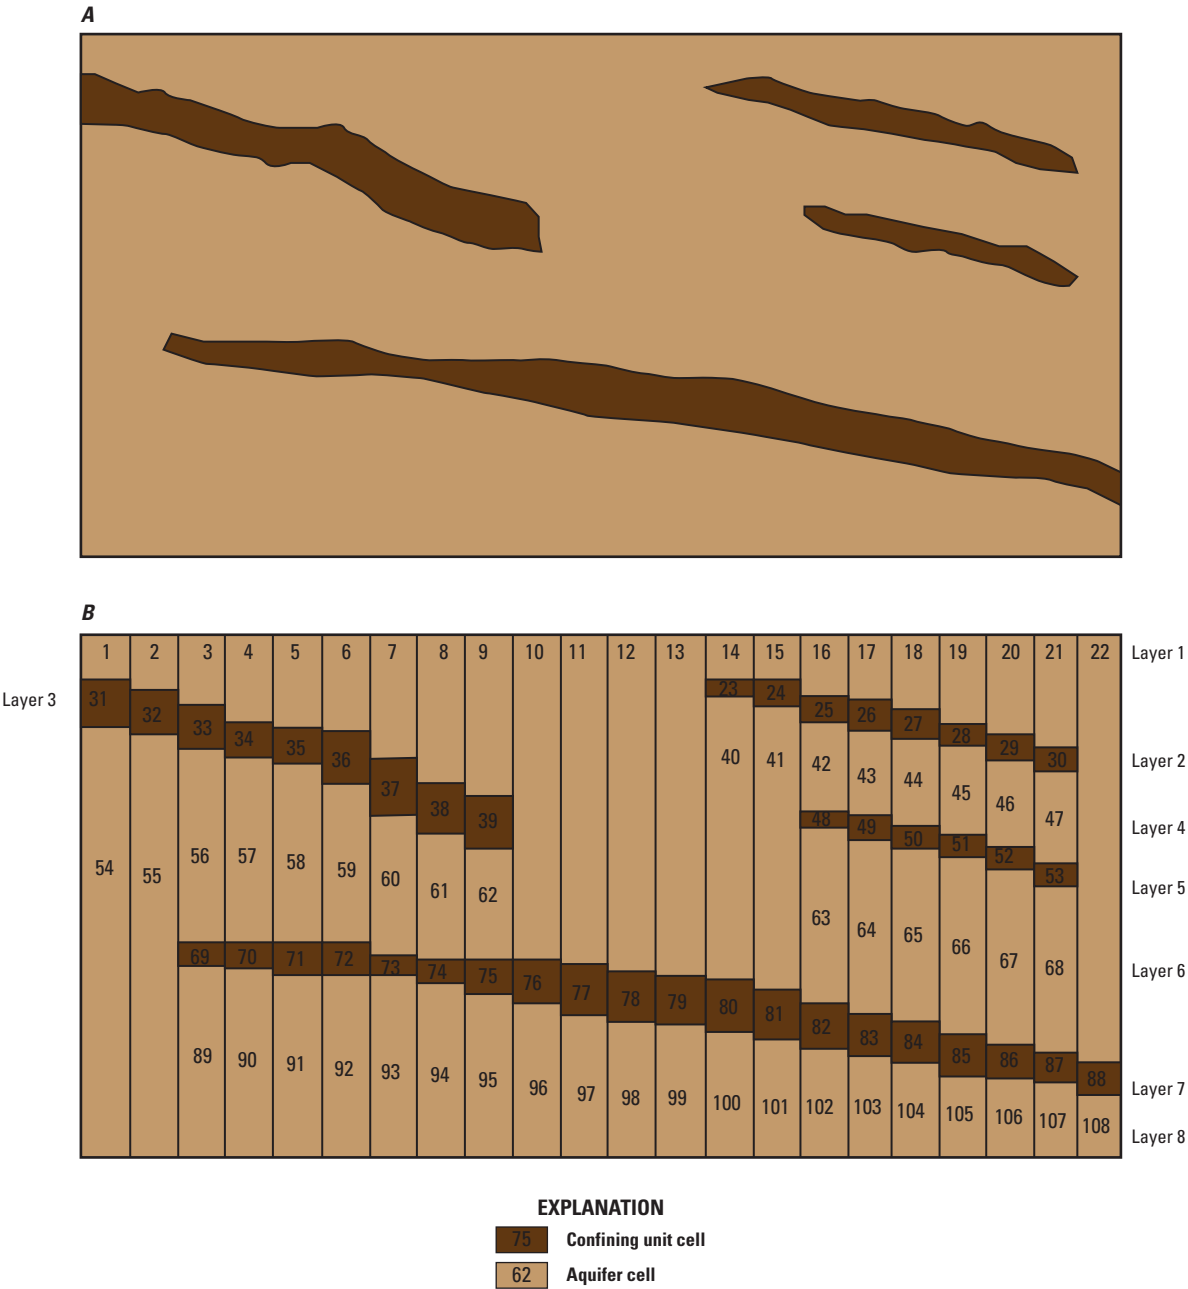 A
B
1 2 3 4 5 6 7 8 9 10 11 12 13 14 15 16 17 18 19 20 21 22 Layer 1
Layer 3 31 32 33 34 35 36 37 38 39
23 24 25 26 27 28 29 30 Layer 2
40 41 42 43 44 45 46 47
48 49 50 51 52 53 Layer 4
54 55 56 57 58 59 60 61 62 Layer 5
63 64 65 66 67 68
69 70 71 72 73 74 75 76 77 78 79 80 81 82 83 84 85 86 87 88 Layer 6
Layer 7
89 90 91 92 93 94 95 96 97 98 99 100 101 102 103 104 105 106 107 108 Layer 8
EXPLANATION
75 Confining unit cell
62 Aquifer cell